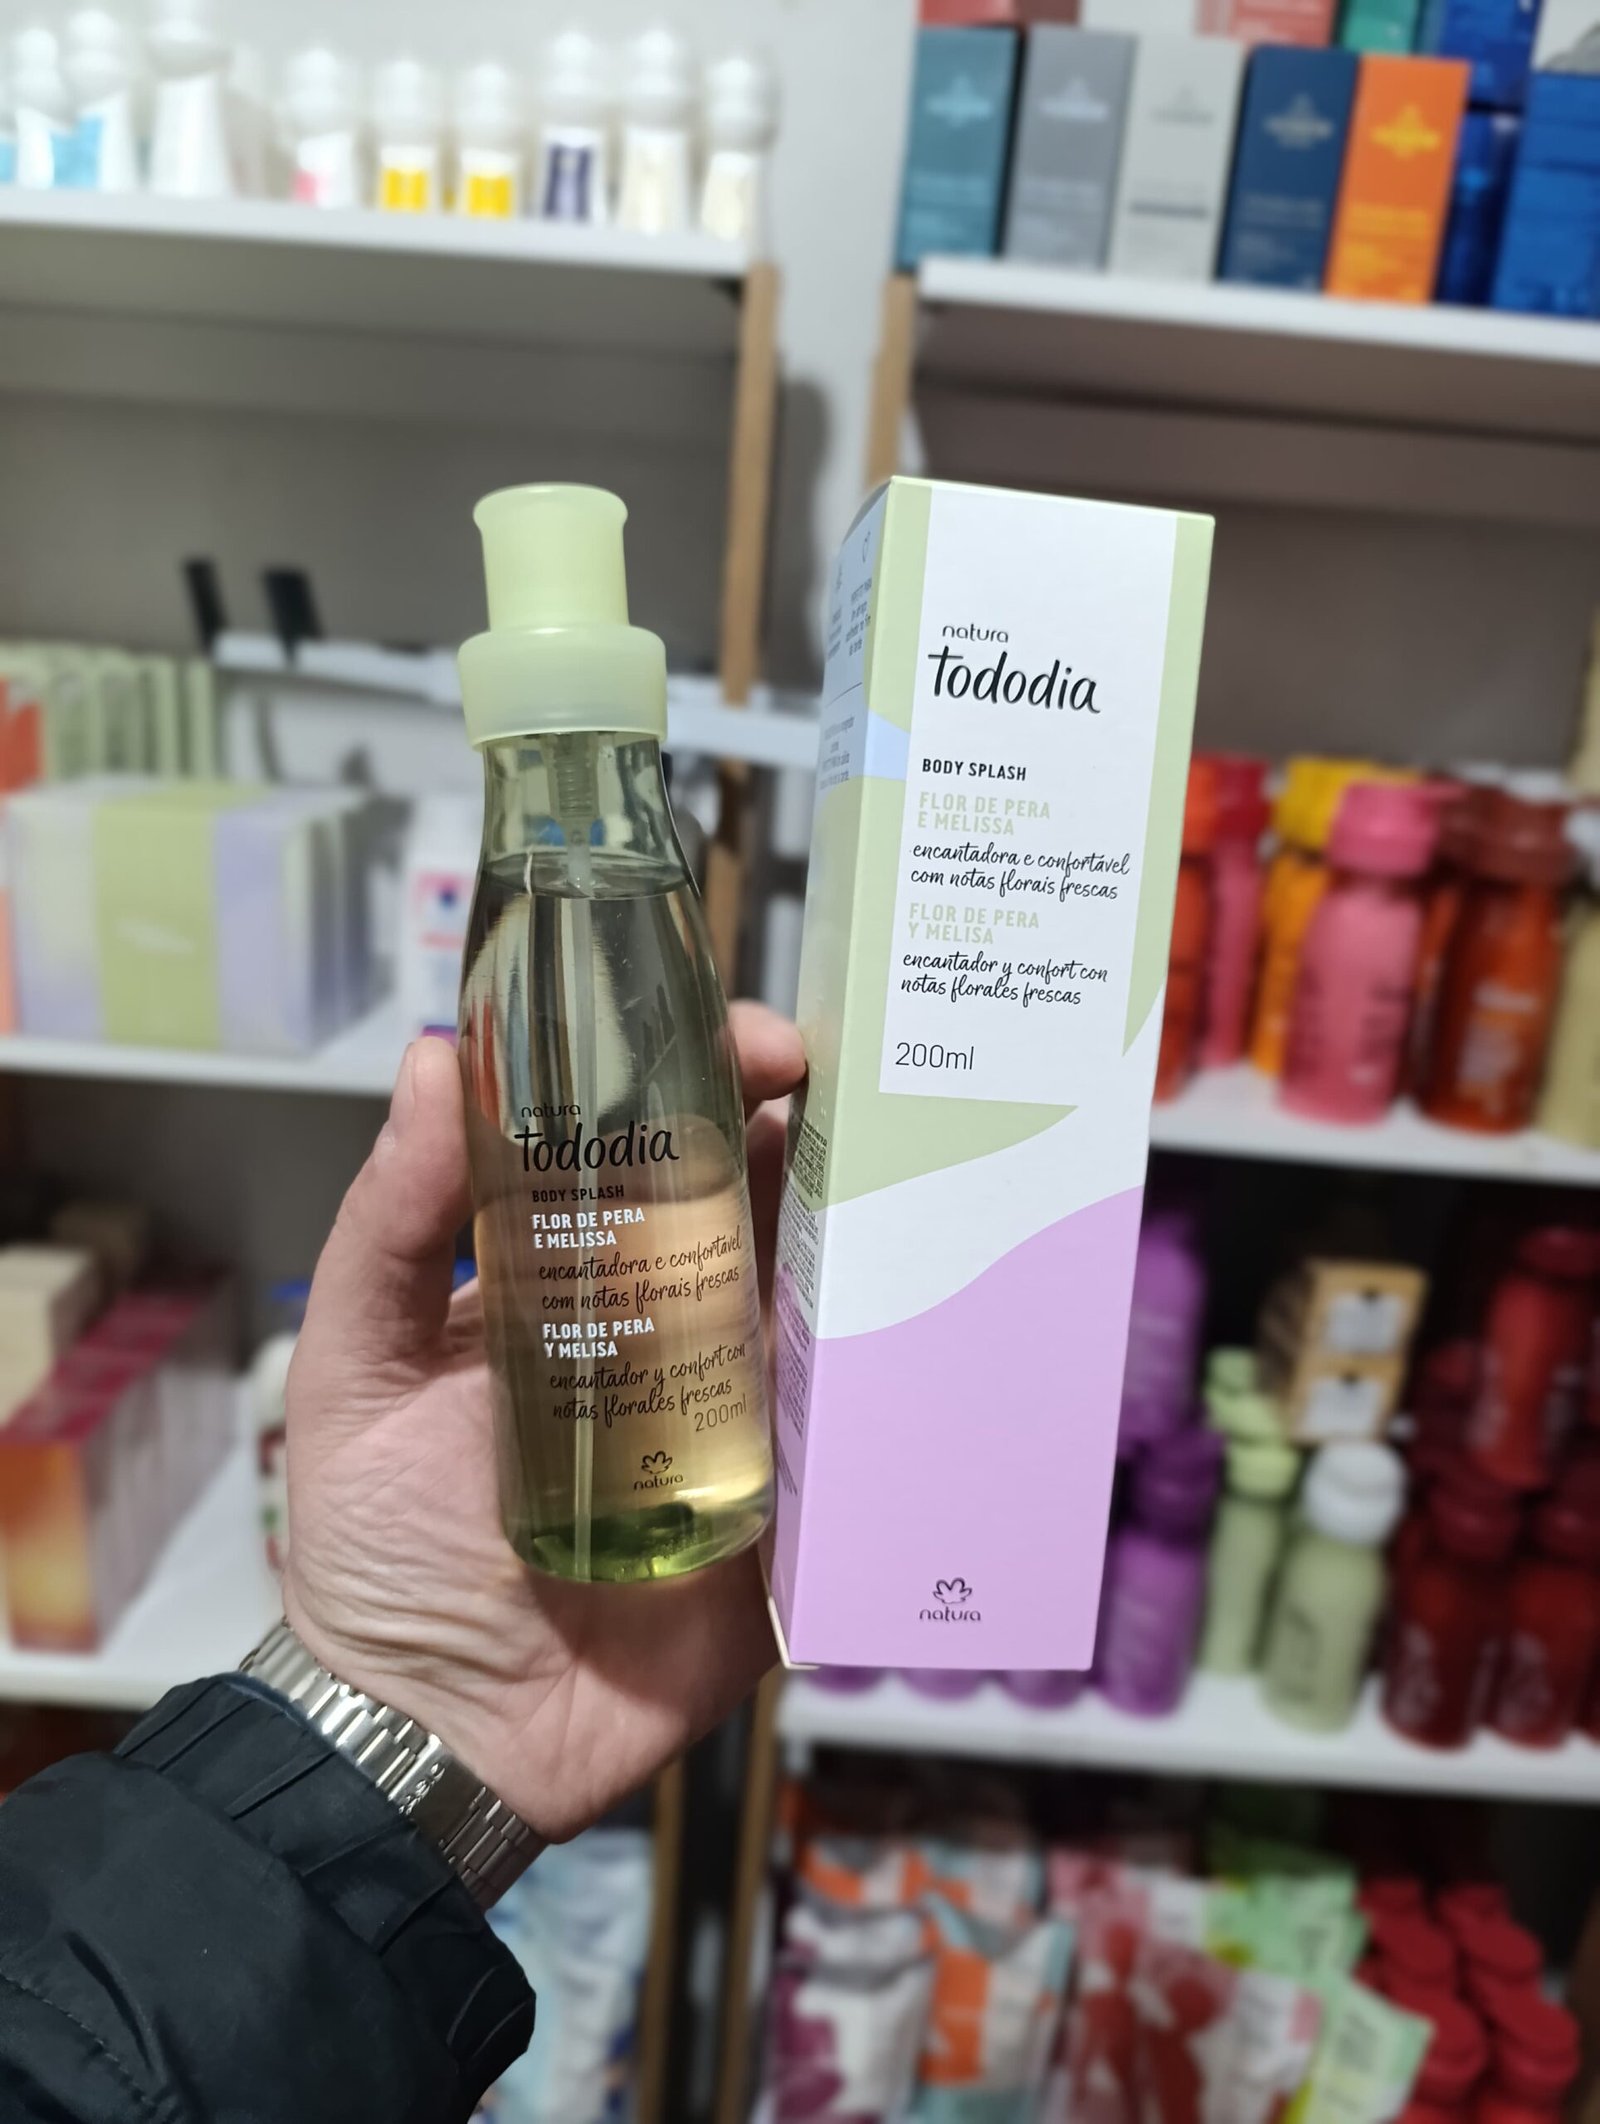 natura
Tododia
BODY SPLASH
FLOR DE PERA
E MELISSA
encantadora e confortável
com notas florais frescas
FLOR DE PERA
Y MELISA
encantador y confort con
notas florales frescas
200ml
natura
natura
Tododia
BODY SPLASH
FLOR DE PERA
E MELISSA
encantadora e confortável
com notas florais frescas
FLOR DE PERA
Y MELISA
encantador y confort con
notas florales frescas
200ml
natura